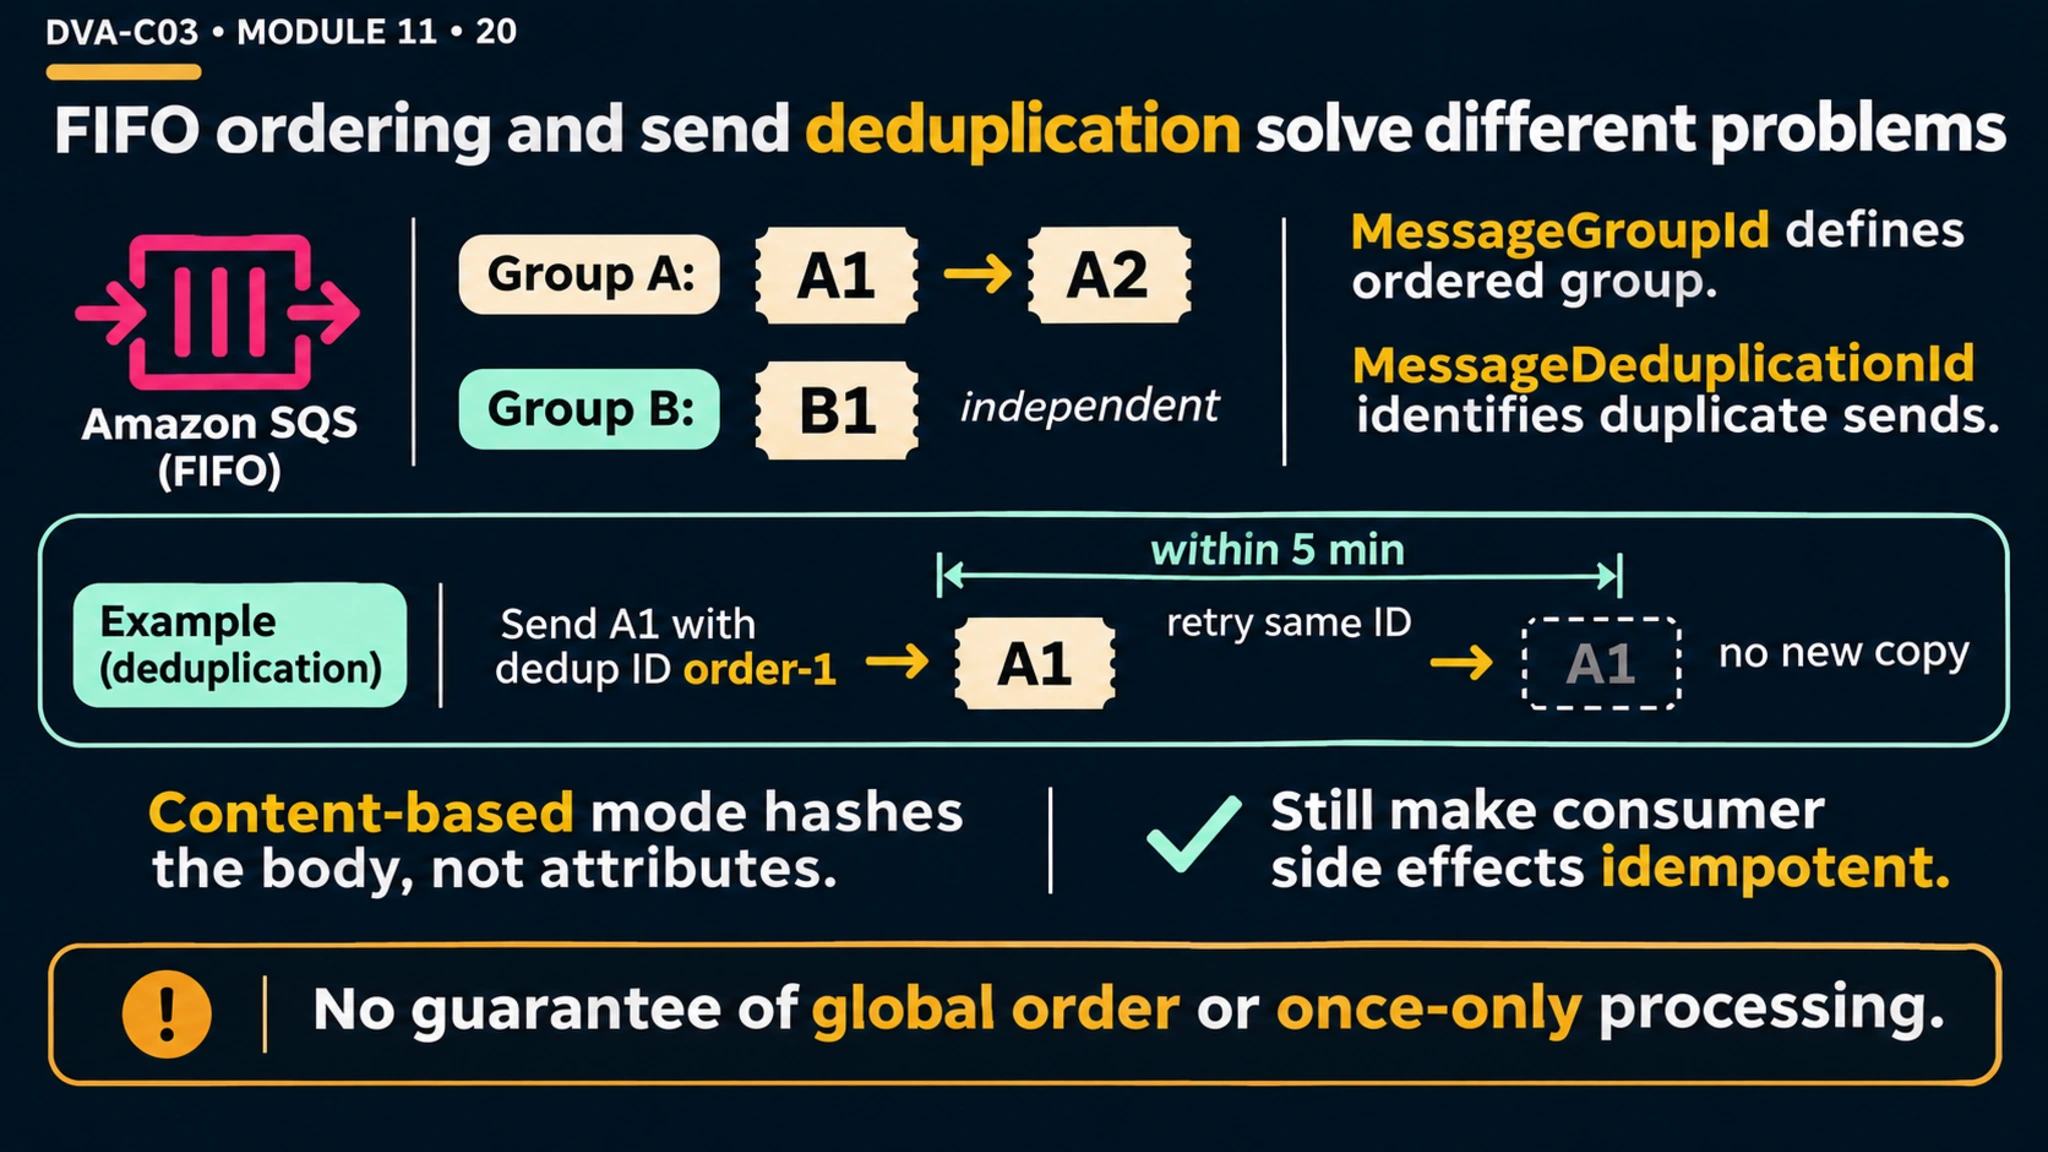 DVA-C03 • MODULE 11 • 20
FIFO ordering and send deduplication solve different problems
Amazon SQS
(FIFO)
Group A:
A1
A2
Group B:
B1
independent
MessageGroupId defines
ordered group.
MessageDeduplicationId
identifies duplicate sends.
Example
(deduplication)
Send A1 with
dedup ID order-1
A1
within 5 min
retry same ID
A1
no new copy
Content-based mode hashes
the body, not attributes.
Still make consumer
side effects idempotent.
!
No guarantee of global order or once-only processing.